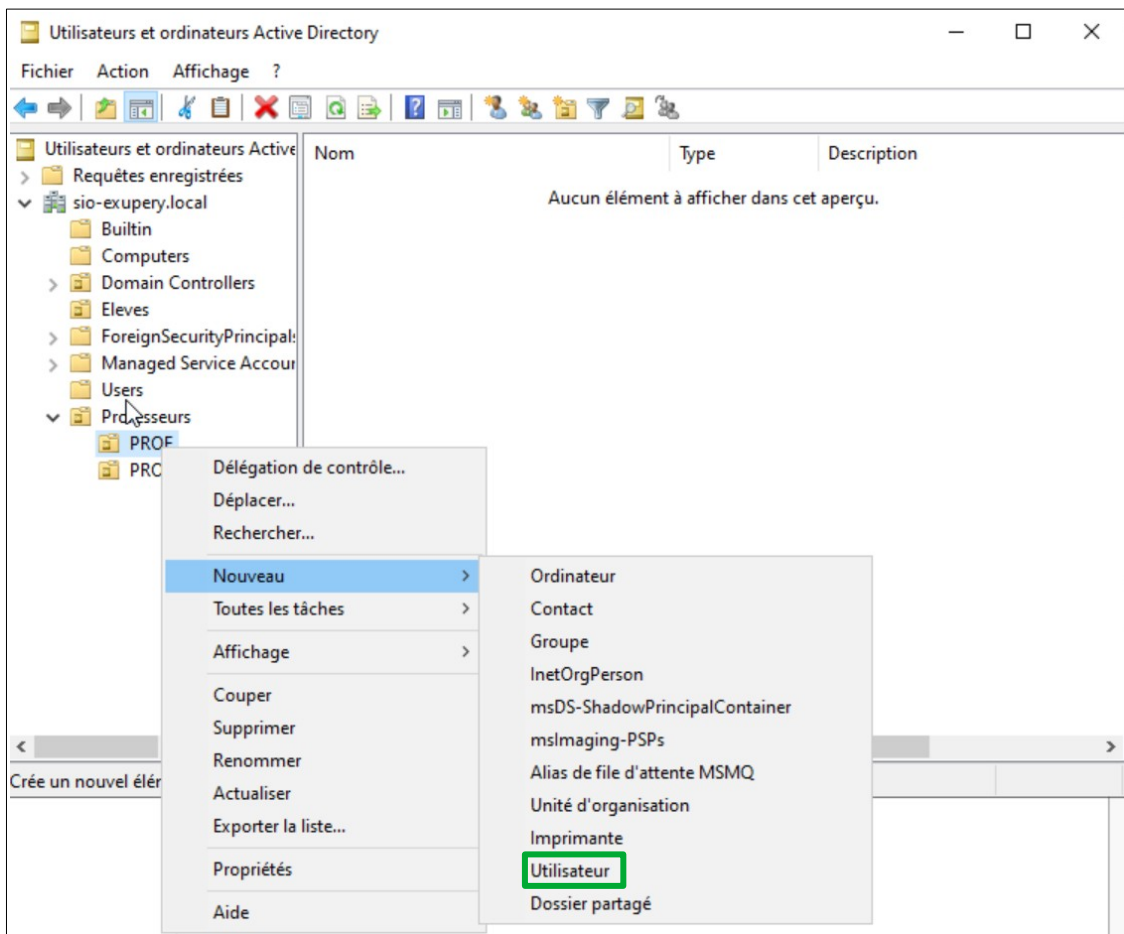 Utilisateurs et ordinateurs Active Directory
Fichier Action Affichage ?
Utilisateurs et ordinateurs Active
Requêtes enregistrées
sio-exupery.local
Builtin
Computers
Domain Controllers
Eleves
ForeignSecurityPrincipal
Managed Service Accour
Users
Professeurs
PROF
PRO
Nom Type Description
Aucun élément à afficher dans cet aperçu.
Délégation de contrôle...
Déplacer...
Rechercher...
Nouveau
Toutes les tâches
Affichage
Couper
Supprimer
Renommer
Actualiser
Exporter la liste...
Propriétés
Aide
Ordinateur
Contact
Groupe
InetOrgPerson
msDS-ShadowPrincipalContainer
msImaging-PSPs
Alias de file d'attente MSMQ
Unité d'organisation
Imprimante
Utilisateur
Dossier partagé
Crée un nouvel élér